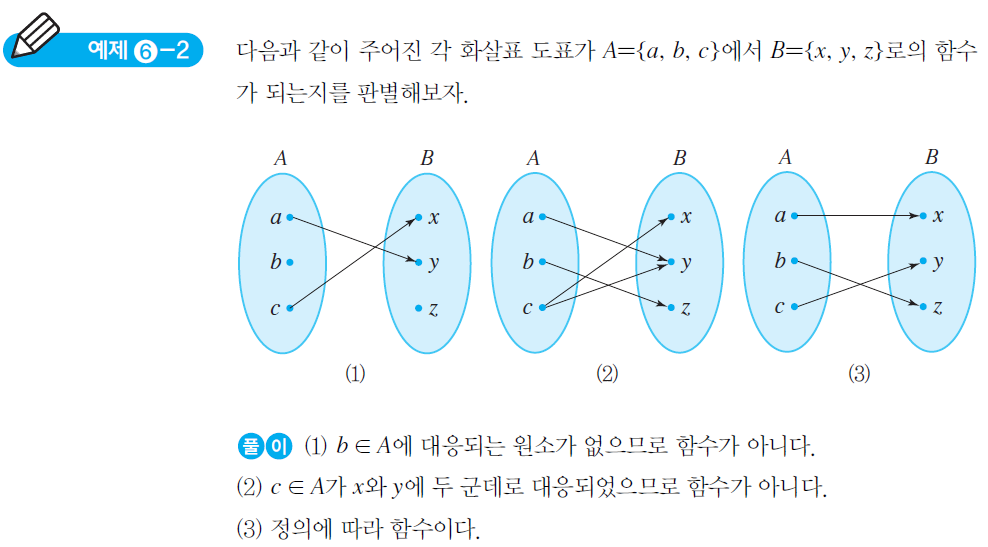 예제 6-2
다음과 같이 주어진 각 화살표 도표가 A={a, b, c}에서 B={x, y, z}로의 함수
가 되는지를 판별해보자.
A B A B A B
a x a x a x
b y b y b y
c z c z c z
(1) (2) (3)
풀이 (1) b ∈ A에 대응되는 원소가 없으므로 함수가 아니다.
(2) c ∈ A가 x와 y에 두 군데로 대응되었으므로 함수가 아니다.
(3) 정의에 따라 함수이다.